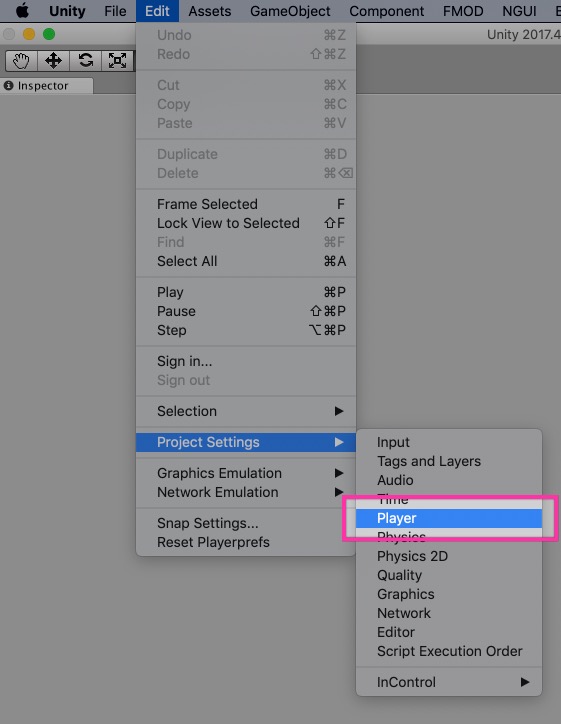 Unity File Edit Assets GameObject Component FMOD NGUI
Unity 2017.4
Inspector
Undo ⌘Z
Redo ⇧⌘Z
Cut ⌘X
Copy ⌘C
Paste ⌘V
Duplicate ⌘D
Delete ⌘⌫
Frame Selected F
Lock View to Selected ⇧F
Find ⌘F
Select All ⌘A
Play ⌘P
Pause ⇧⌘P
Step ⌥⌘P
Sign in...
Sign out
Selection ▶
Project Settings ▶
Graphics Emulation ▶
Network Emulation ▶
Snap Settings...
Reset Playerprefs
Input
Tags and Layers
Audio
Time
Player
Physics
Physics 2D
Quality
Graphics
Network
Editor
Script Execution Order
InControl ▶